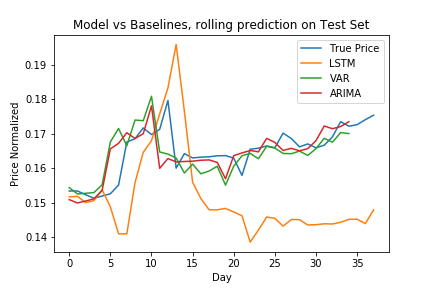 Model vs Baselines, rolling prediction on Test Set
True Price
LSTM
VAR
ARIMA
Price Normalized
0.19
0.18
0.17
0.16
0.15
0.14
0 5 10 15 20 25 30 35
Day